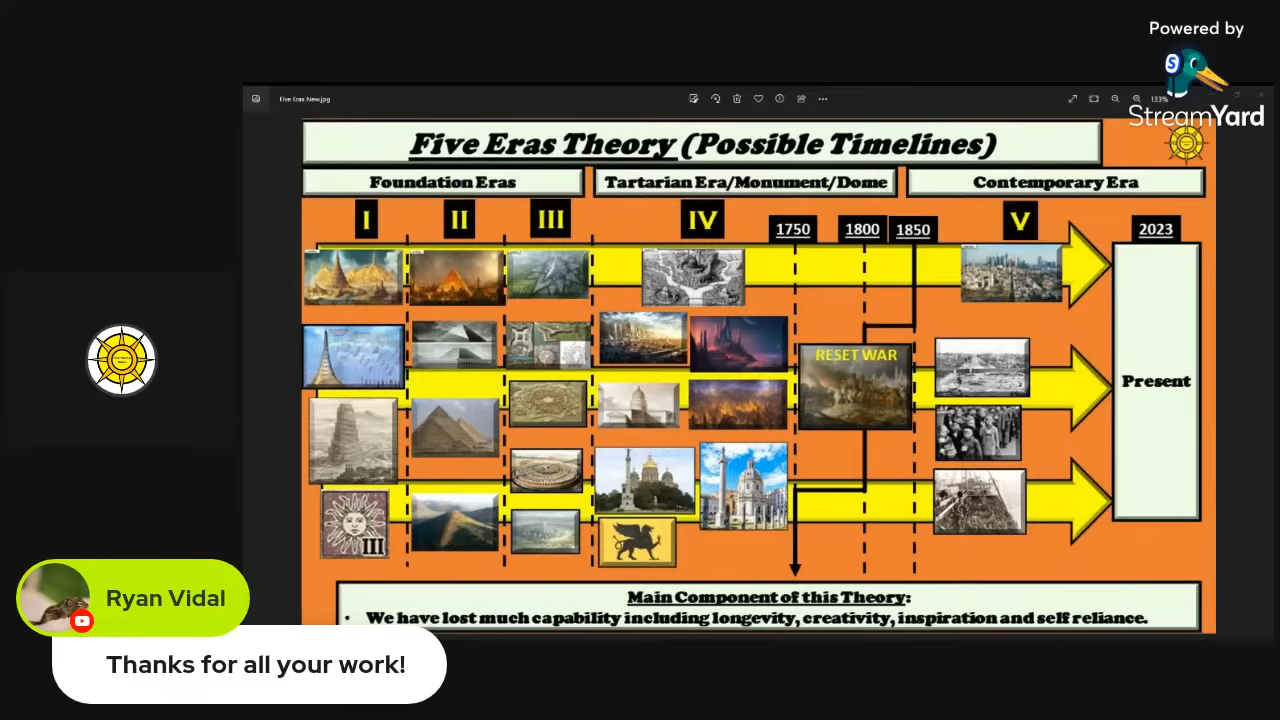 Powered by
S
StreamYard
Five Eras New.jpg
133%
Five Eras Theory (Possible Timelines)
Foundation Eras
Tartarian Era/Monument/Dome
Contemporary Era
I
II
III
IV
1750
1800
1850
V
2023
RESET WAR
Present
III
Main Component of this Theory:
· We have lost much capability including longevity, creativity, inspiration and self reliance.
Ryan Vidal
Thanks for all your work!